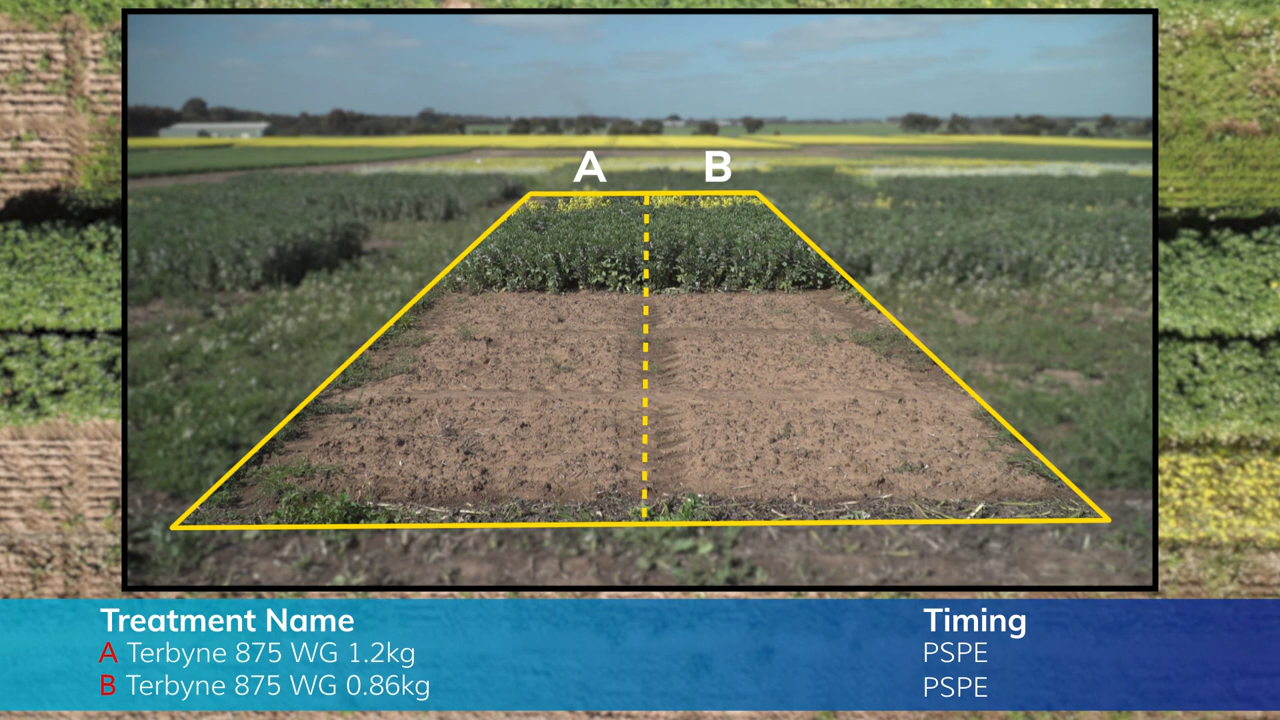 A B
Treatment Name Timing
A Terbyne 875 WG 1.2kg PSPE
B Terbyne 875 WG 0.86kg PSPE